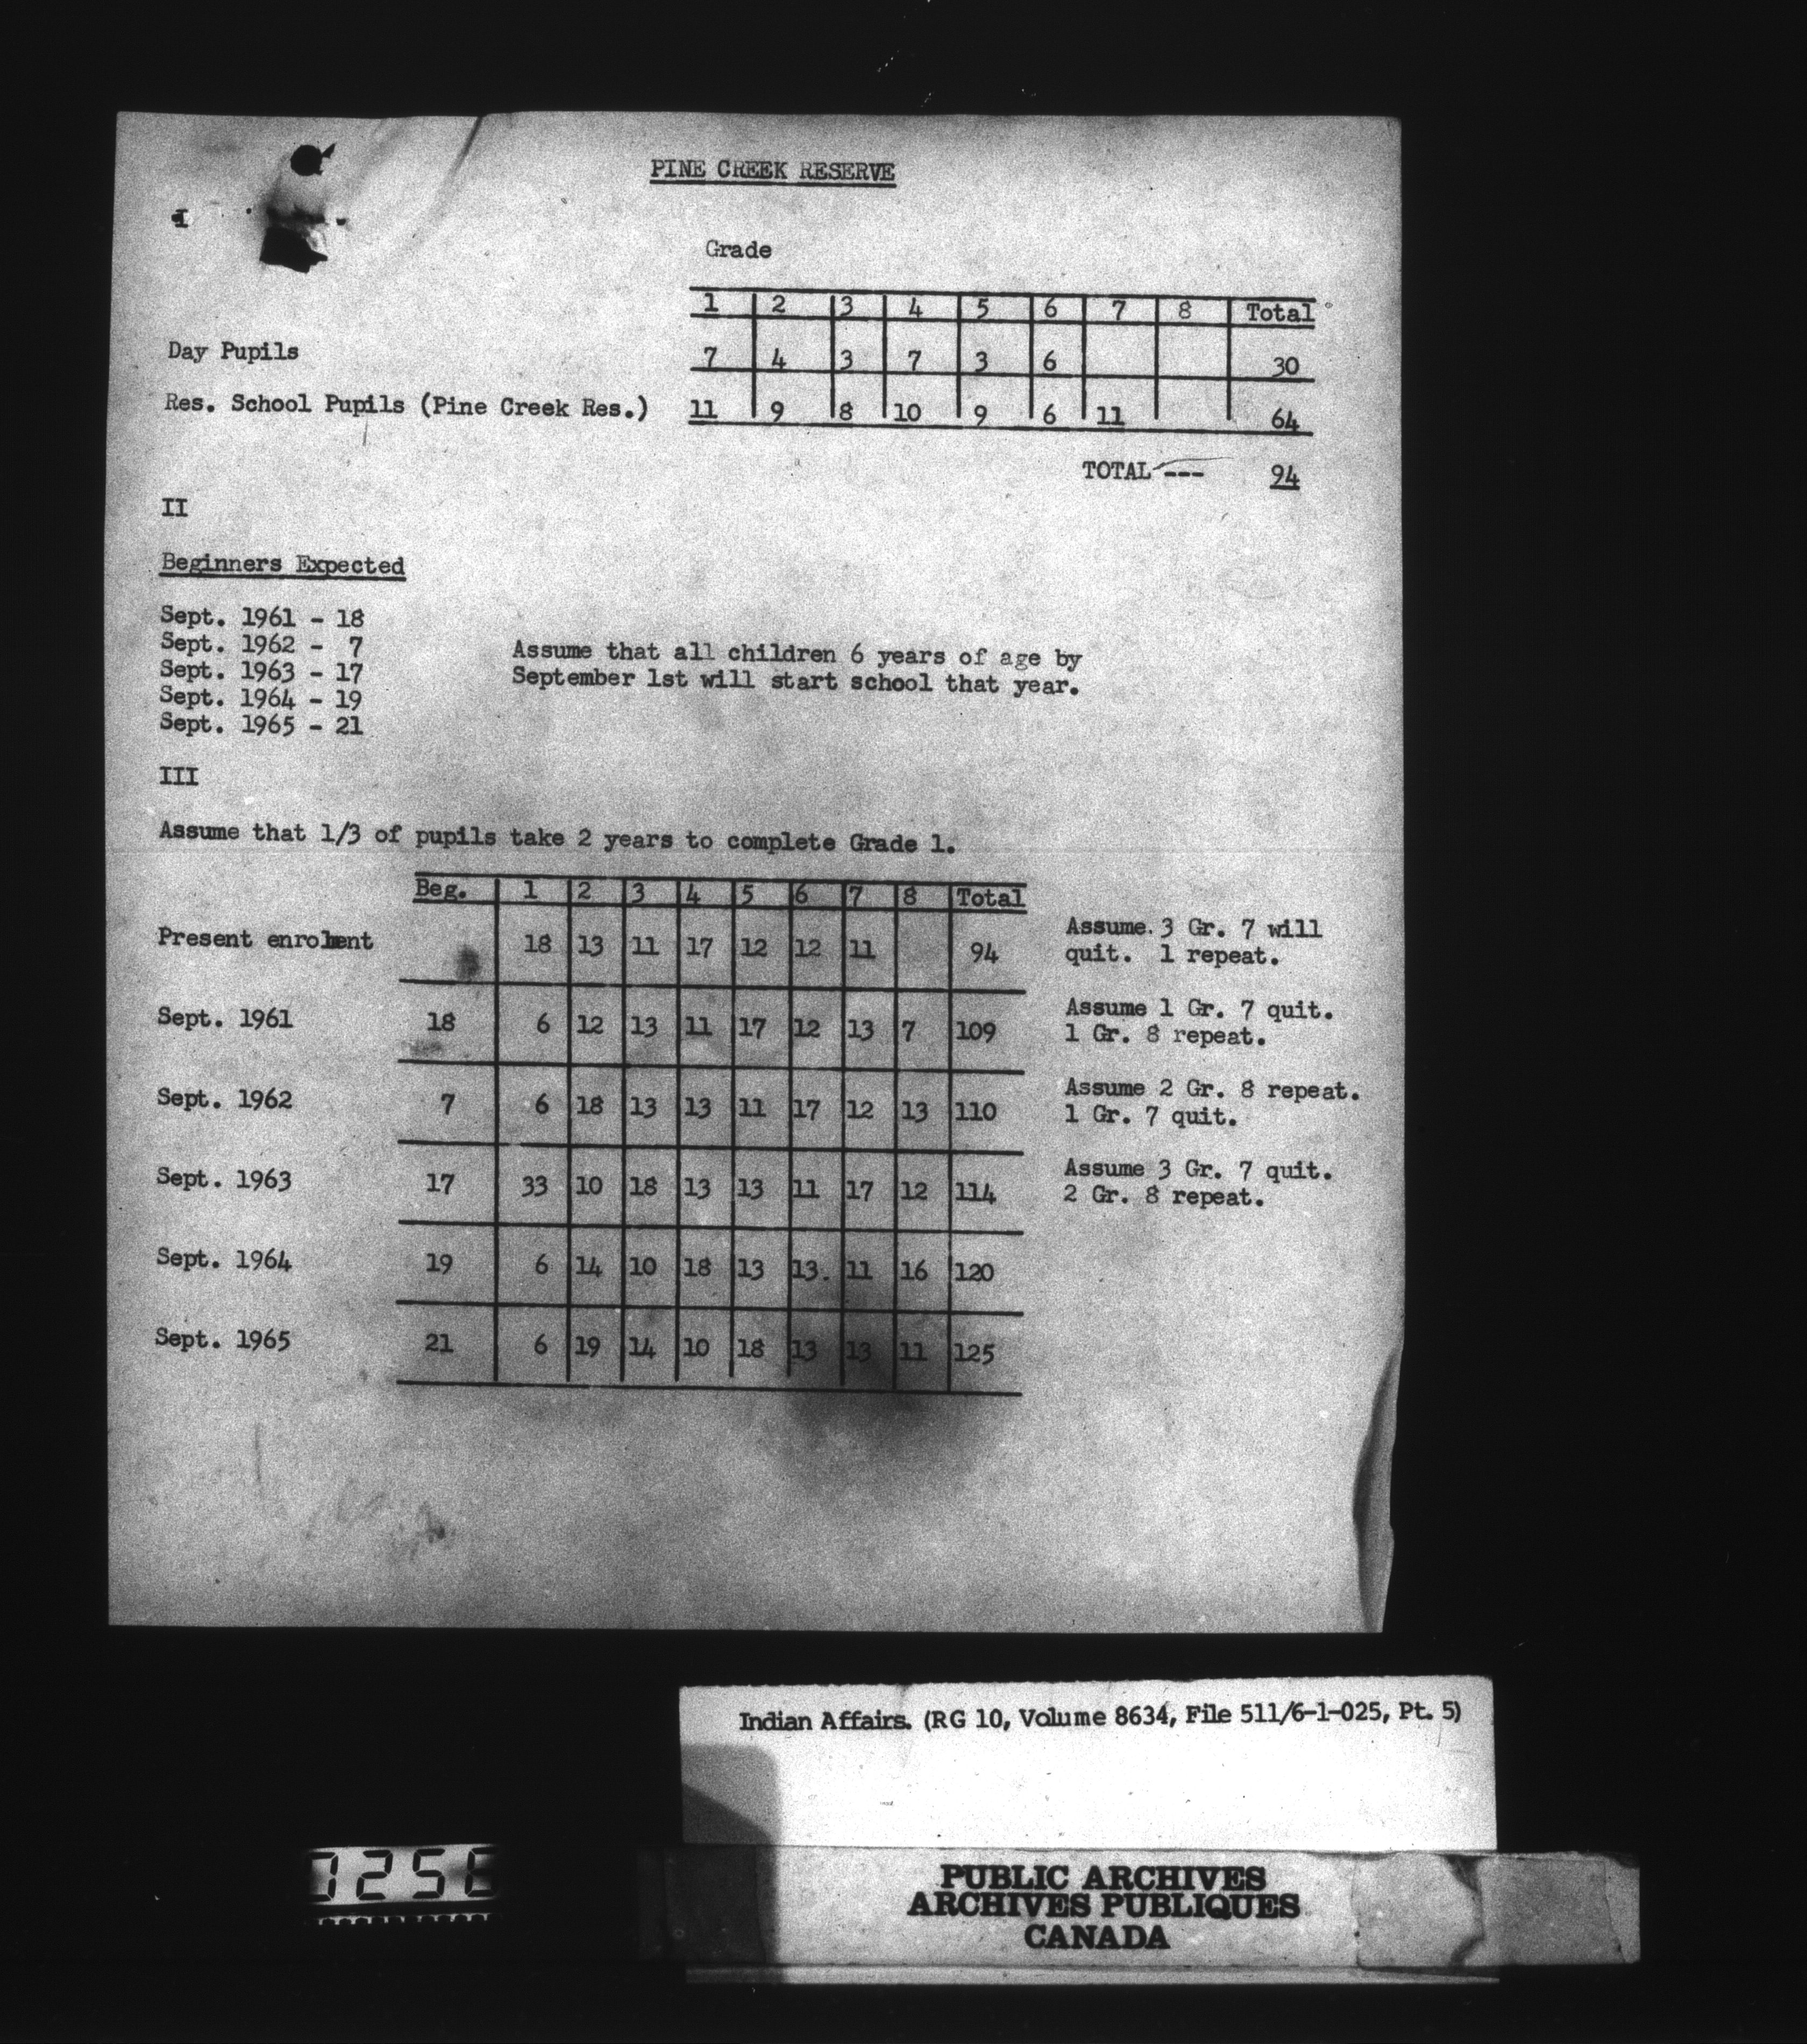 PINE CREEK RESERVE
I
Grade
1 2 3 4 5 6 7 8 Total
Day Pupils 7 4 3 7 3 6 30
Res. School Pupils (Pine Creek Res.) 11 9 8 10 9 6 11 64
TOTAL --- 94
II
Beginners Expected
Sept. 1961 - 18
Sept. 1962 - 7
Sept. 1963 - 17
Sept. 1964 - 19
Sept. 1965 - 21
Assume that all children 6 years of age by
September 1st will start school that year.
III
Assume that 1/3 of pupils take 2 years to complete Grade 1.
Beg. 1 2 3 4 5 6 7 8 Total
Present enrolment 18 13 11 17 12 12 11 94
Assume. 3 Gr. 7 will
quit. 1 repeat.
Sept. 1961 18 6 12 13 11 17 12 13 7 109
Assume 1 Gr. 7 quit.
1 Gr. 8 repeat.
Sept. 1962 7 6 18 13 13 11 17 12 13 110
Assume 2 Gr. 8 repeat.
1 Gr. 7 quit.
Sept. 1963 17 33 10 18 13 13 11 17 12 114
Assume 3 Gr. 7 quit.
2 Gr. 8 repeat.
Sept. 1964 19 6 14 10 18 13 13. 11 16 120
Sept. 1965 21 6 19 14 10 18 13 13 11 125
Indian Affairs. (RG 10, Volume 8634, File 511/6-1-025, Pt. 5)
PUBLIC ARCHIVES
ARCHIVES PUBLIQUES
CANADA